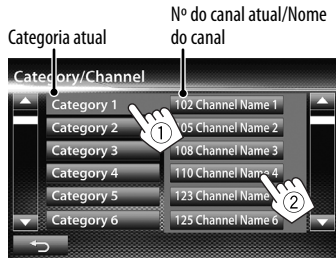 Nº do canal atual/Nome
do canal
Categoria atual
Category/Channel
Category 1
102 Channel Name 1
Category 2
105 Channel Name 2
Category 3
108 Channel Name 3
Category 4
110 Channel Name 4
Category 5
123 Channel Name
Category 6
125 Channel Name 6
1
2